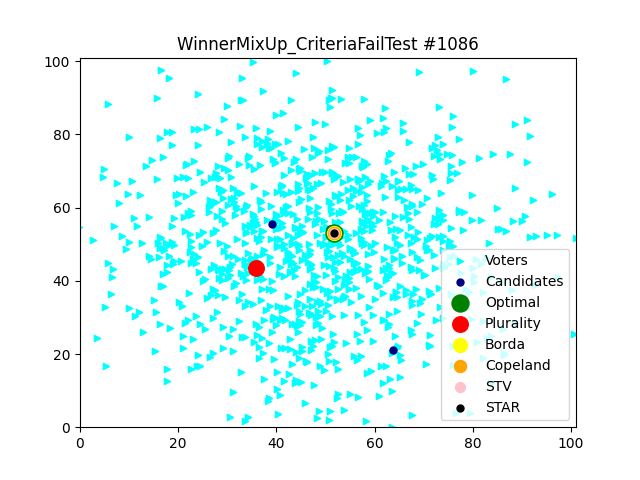 WinnerMixUp_CriteriaFailTest #1086
100
80
60
40
20
0
0
20
40
60
80
100
Voters
Candidates
Optimal
Plurality
Borda
Copeland
STV
STAR